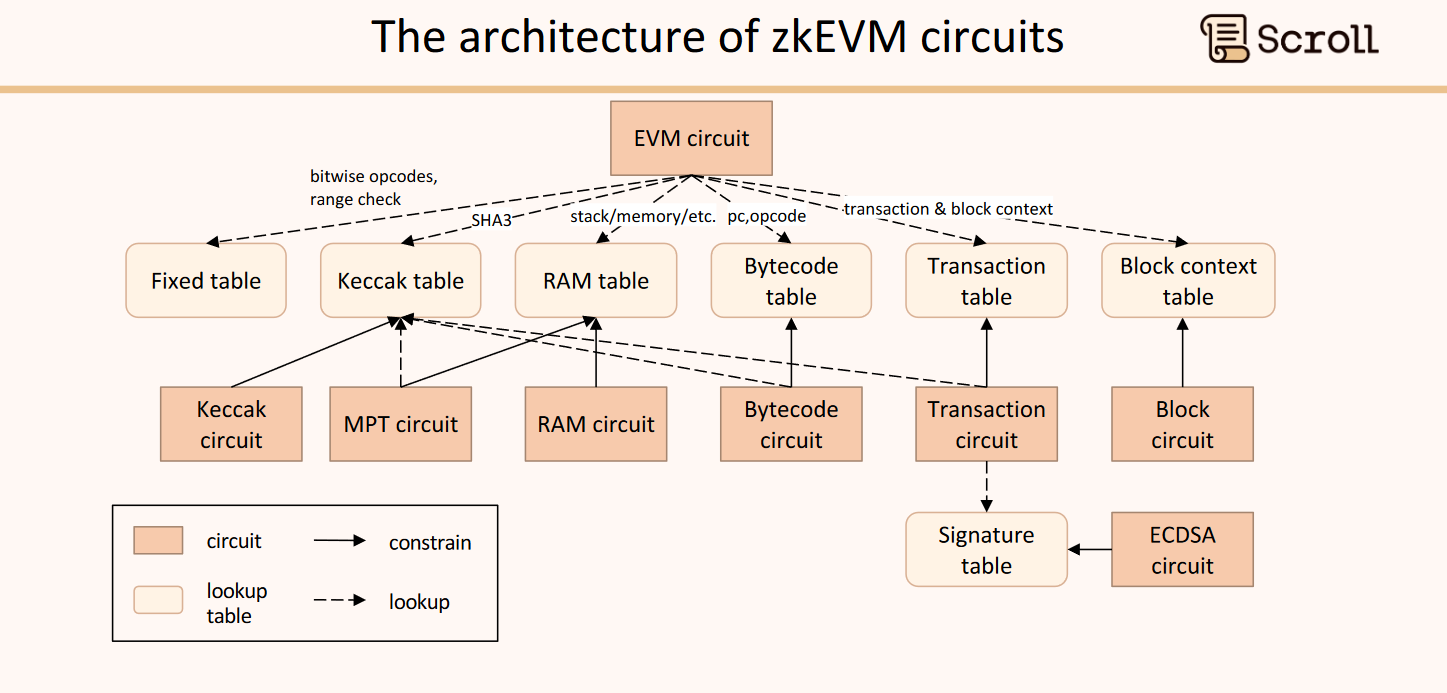 The architecture of zkEVM circuits
Scroll
EVM circuit
bitwise opcodes,
range check
SHA3
stack/memory/etc.
pc,opcode
transaction & block context
Fixed table
Keccak table
RAM table
Bytecode
table
Transaction
table
Block context
table
Keccak
circuit
MPT circuit
RAM circuit
Bytecode
circuit
Transaction
circuit
Block
circuit
Signature
table
ECDSA
circuit
circuit
constrain
lookup
table
lookup